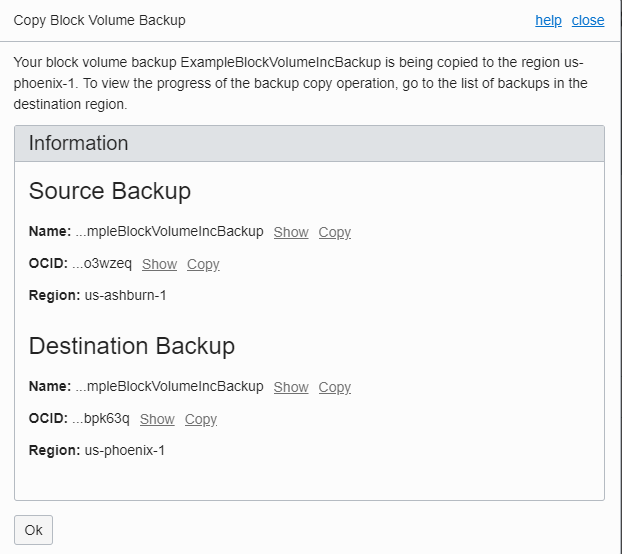 Copy Block Volume Backup
help close
Your block volume backup ExampleBlockVolumeIncBackup is being copied to the region us-
phoenix-1. To view the progress of the backup copy operation, go to the list of backups in the
destination region.
Information
Source Backup
Name: ...mpleBlockVolumeIncBackup Show Copy
OCID: ...o3wzeq Show Copy
Region: us-ashburn-1
Destination Backup
Name: ...mpleBlockVolumeIncBackup Show Copy
OCID: ...bpk63q Show Copy
Region: us-phoenix-1
Ok